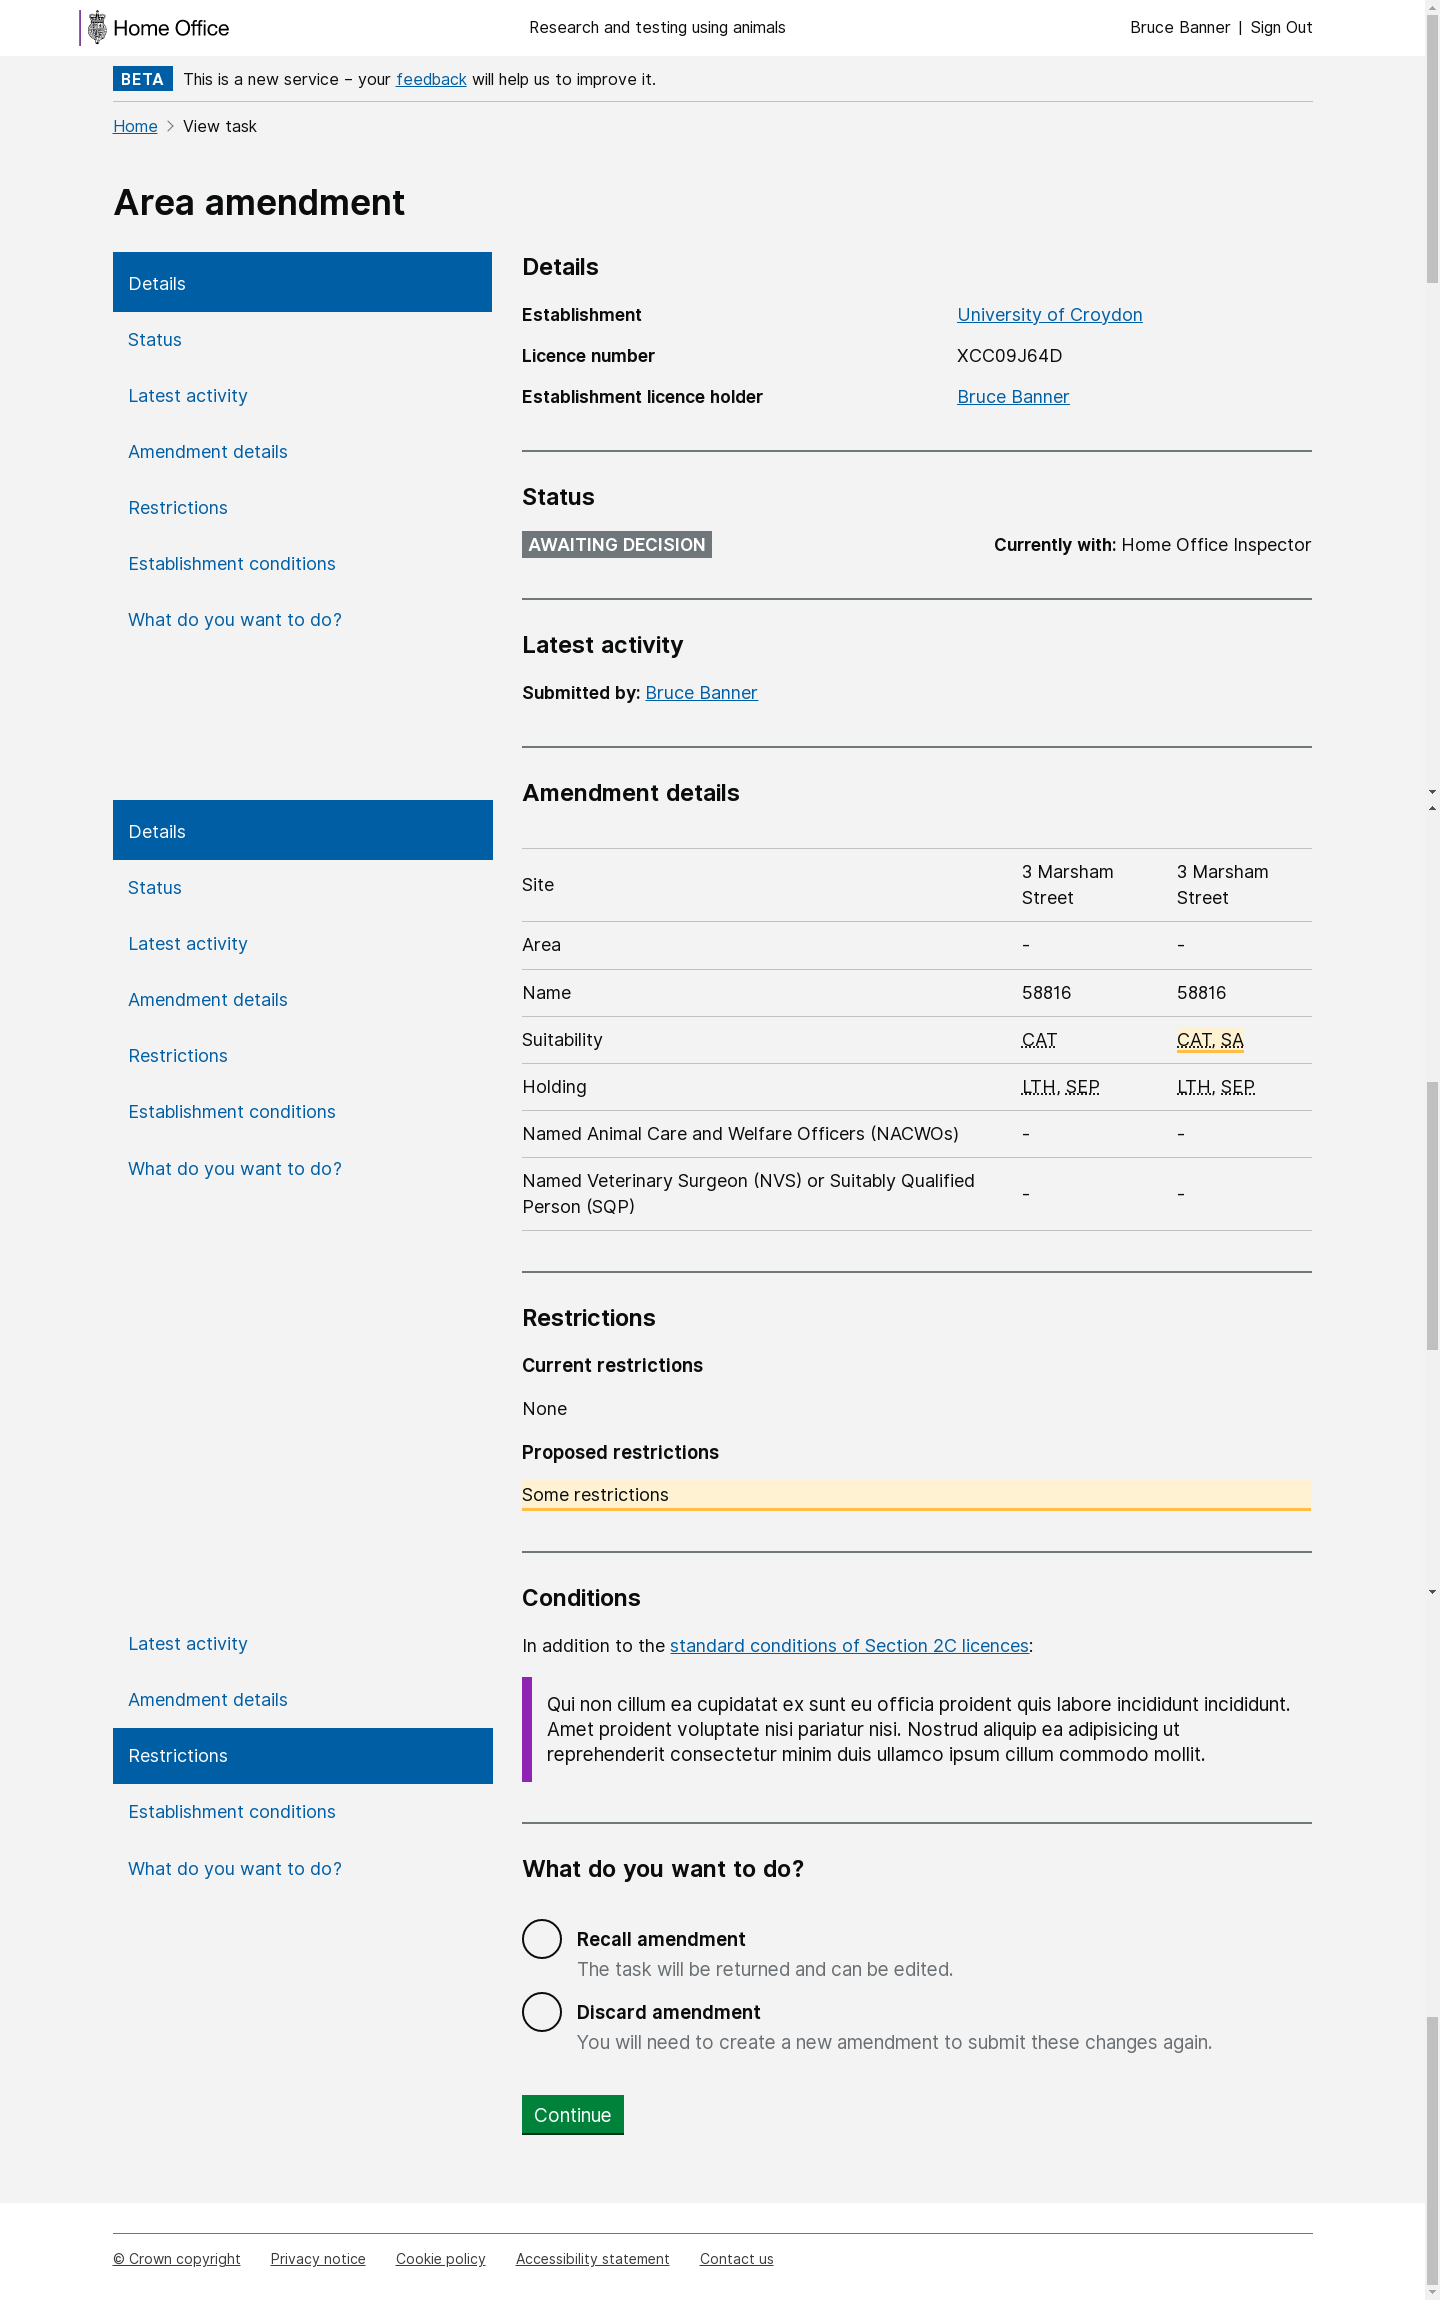 Home Office
Research and testing using animals
Bruce Banner | Sign Out
BETA This is a new service – your feedback will help us to improve it.
Home > View task
Area amendment
Details
Status
Latest activity
Amendment details
Restrictions
Establishment conditions
What do you want to do?
Details
Establishment University of Croydon
Licence number XCC09J64D
Establishment licence holder Bruce Banner
Status
AWAITING DECISION Currently with: Home Office Inspector
Latest activity
Submitted by: Bruce Banner
Details
Status
Latest activity
Amendment details
Restrictions
Establishment conditions
What do you want to do?
Amendment details
Site 3 Marsham 3 Marsham
Street Street
Area - -
Name 58816 58816
Suitability CAT CAT, SA
Holding LTH, SEP LTH, SEP
Named Animal Care and Welfare Officers (NACWOs) - -
Named Veterinary Surgeon (NVS) or Suitably Qualified
Person (SQP) - -
Restrictions
Current restrictions
None
Proposed restrictions
Some restrictions
Conditions
In addition to the standard conditions of Section 2C licences:
Qui non cillum ea cupidatat ex sunt eu officia proident quis labore incididunt incididunt.
Amet proident voluptate nisi pariatur nisi. Nostrud aliquip ea adipisicing ut
reprehenderit consectetur minim duis ullamco ipsum cillum commodo mollit.
Latest activity
Amendment details
Restrictions
Establishment conditions
What do you want to do?
What do you want to do?
Recall amendment
The task will be returned and can be edited.
Discard amendment
You will need to create a new amendment to submit these changes again.
Continue
© Crown copyright Privacy notice Cookie policy Accessibility statement Contact us